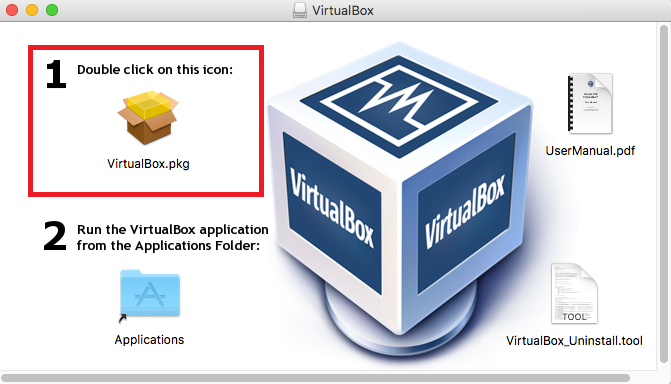 VirtualBox
1 Double click on this icon:
VirtualBox.pkg
2 Run the VirtualBox application
from the Applications Folder:
Applications
VirtualBox
VirtualBox
UserManual.pdf
TOOL
VirtualBox_Uninstall.tool